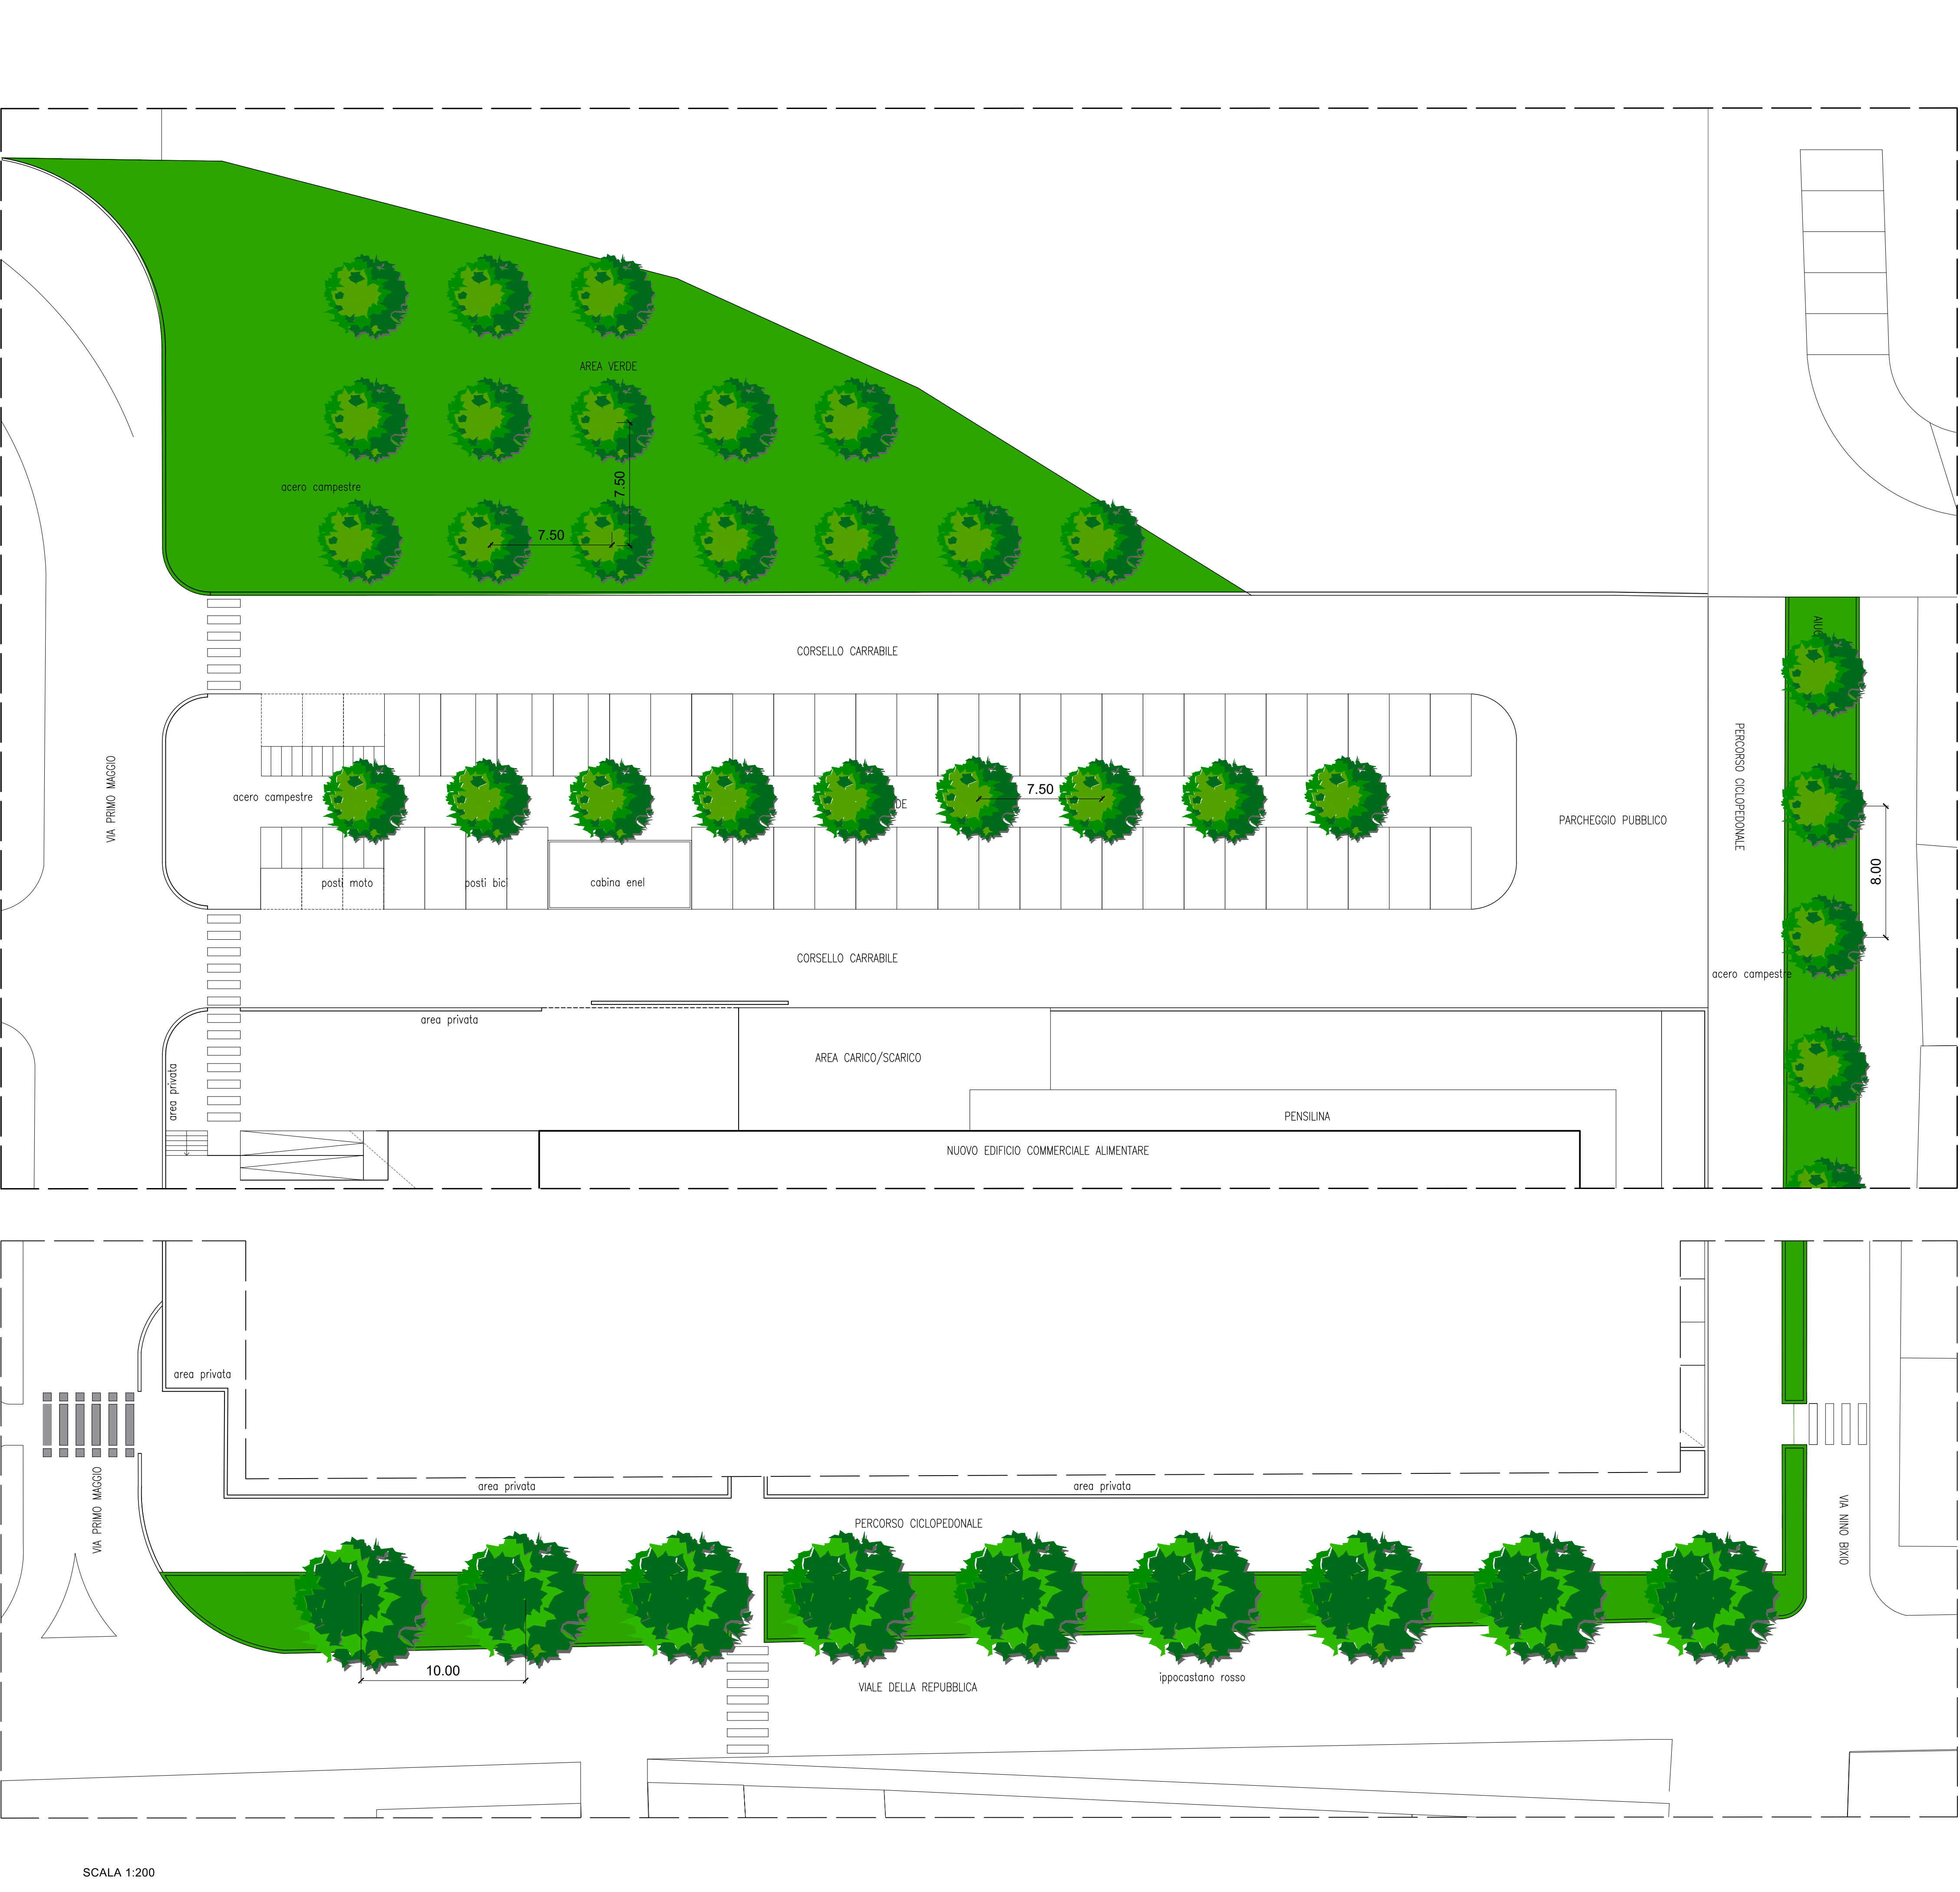 AREA VERDE
7.50
acero campestre
7.50
AIUO
CORSELLO CARRABILE
VIA PRIMO MAGGIO
PERCORSO CICLOPEDONALE
acero campestre
7.50
DE
PARCHEGGIO PUBBLICO
8.00
posti moto
posti bici
cabina enel
CORSELLO CARRABILE
acero campestre
area privata
AREA CARICO/SCARICO
area privata
PENSILINA
NUOVO EDIFICIO COMMERCIALE ALIMENTARE
area privata
area privata
area privata
VIA PRIMO MAGGIO
PERCORSO CICLOPEDONALE
VIA NINO BIXIO
10.00
ippocastano rosso
VIALE DELLA REPUBBLICA
SCALA 1:200